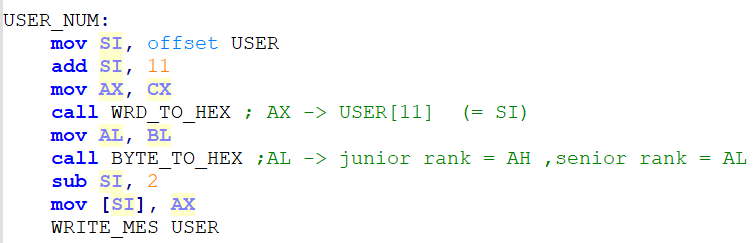 USER_NUM:
mov SI, offset USER
add SI, 11
mov AX, CX
call WRD_TO_HEX ; AX -> USER[11]  (= SI)
mov AL, BL
call BYTE_TO_HEX ;AL -> junior rank = AH ,senior rank = AL
sub SI, 2
mov [SI], AX
WRITE_MES USER